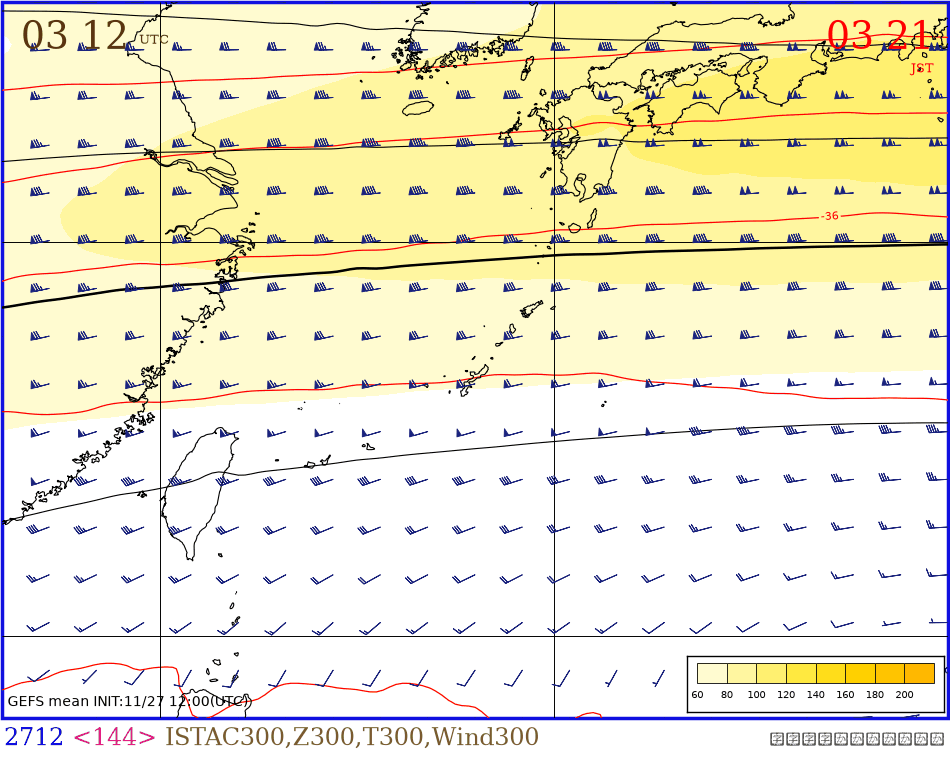 03 12 UTC
03 21 JST
-36
60 80 100 120 140 160 180 200
GEFS mean INIT:11/27 12:00(UTC)
2712 <144> ISTAC300,Z300,T300,Wind300